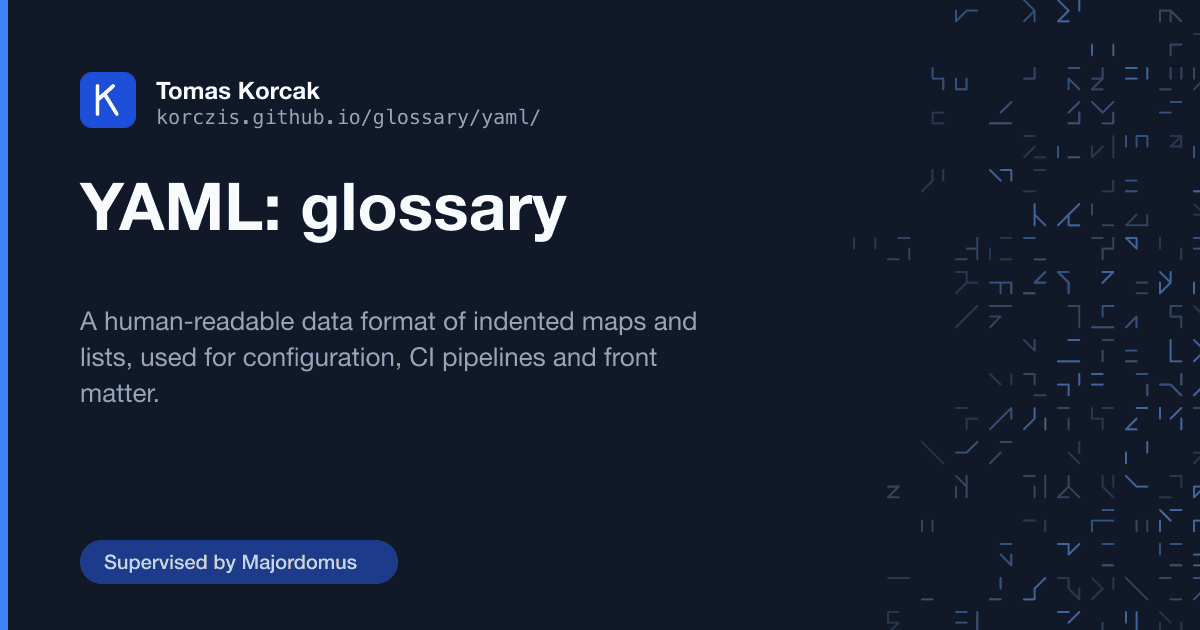 Tomas Korcak
korczis.github.io/glossary/yaml/
YAML: glossary
A human-readable data format of indented maps and
lists, used for configuration, CI pipelines and front
matter.
Supervised by Majordomus